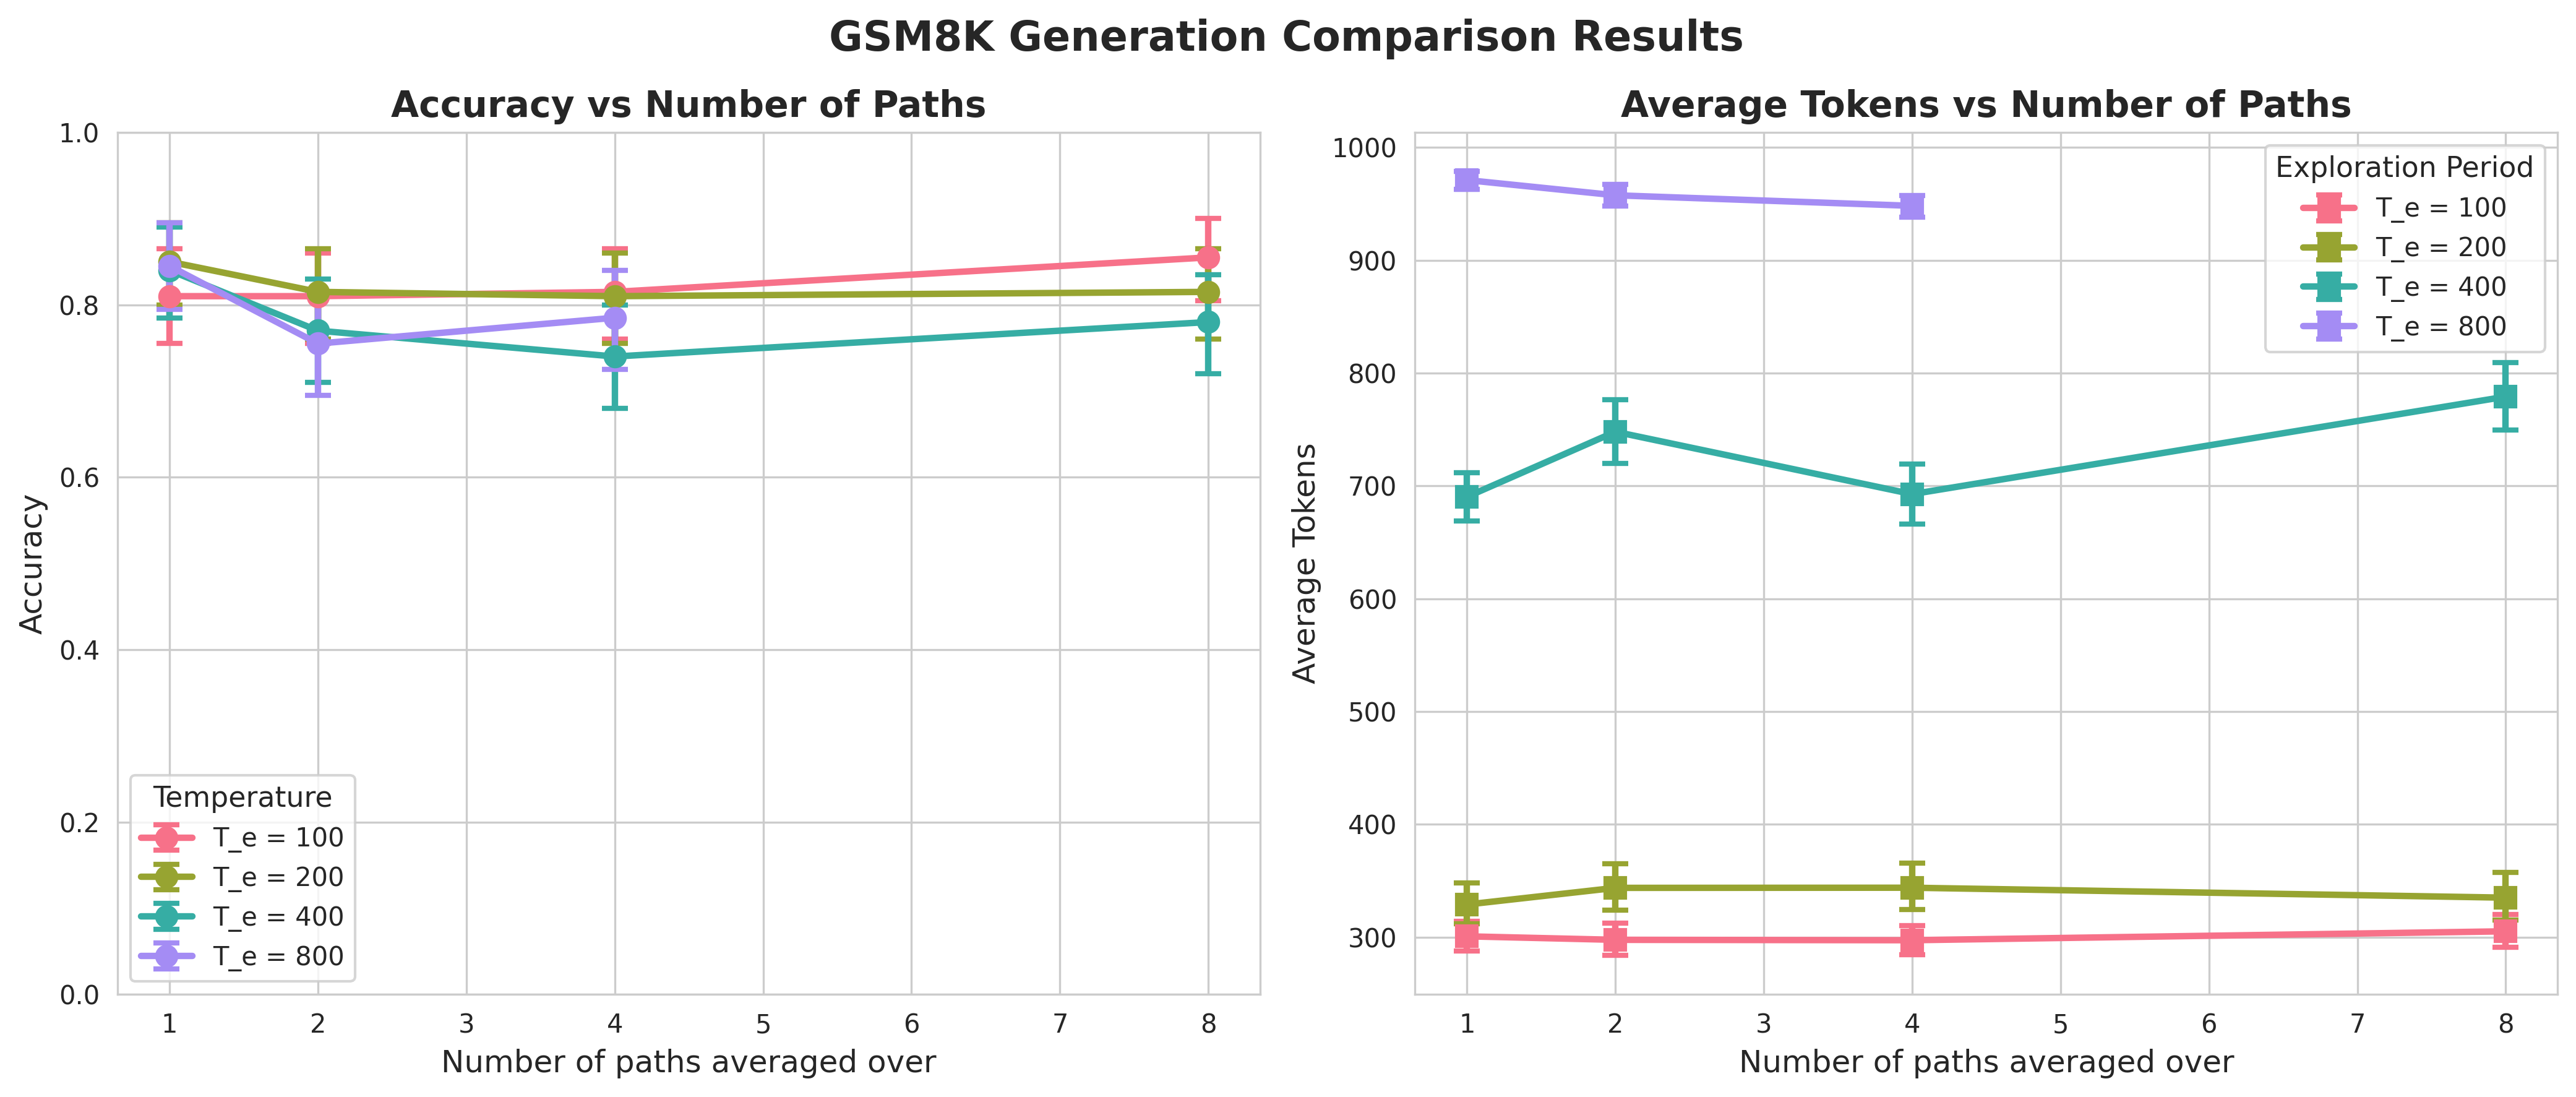 GSM8K Generation Comparison Results
Accuracy vs Number of Paths
1.0
0.8
0.6
0.4
0.2
0.0
Accuracy
Temperature
T_e = 100
T_e = 200
T_e = 400
T_e = 800
1 2 3 4 5 6 7 8
Number of paths averaged over
Average Tokens vs Number of Paths
1000
900
800
700
600
500
400
300
Average Tokens
Exploration Period
T_e = 100
T_e = 200
T_e = 400
T_e = 800
1 2 3 4 5 6 7 8
Number of paths averaged over